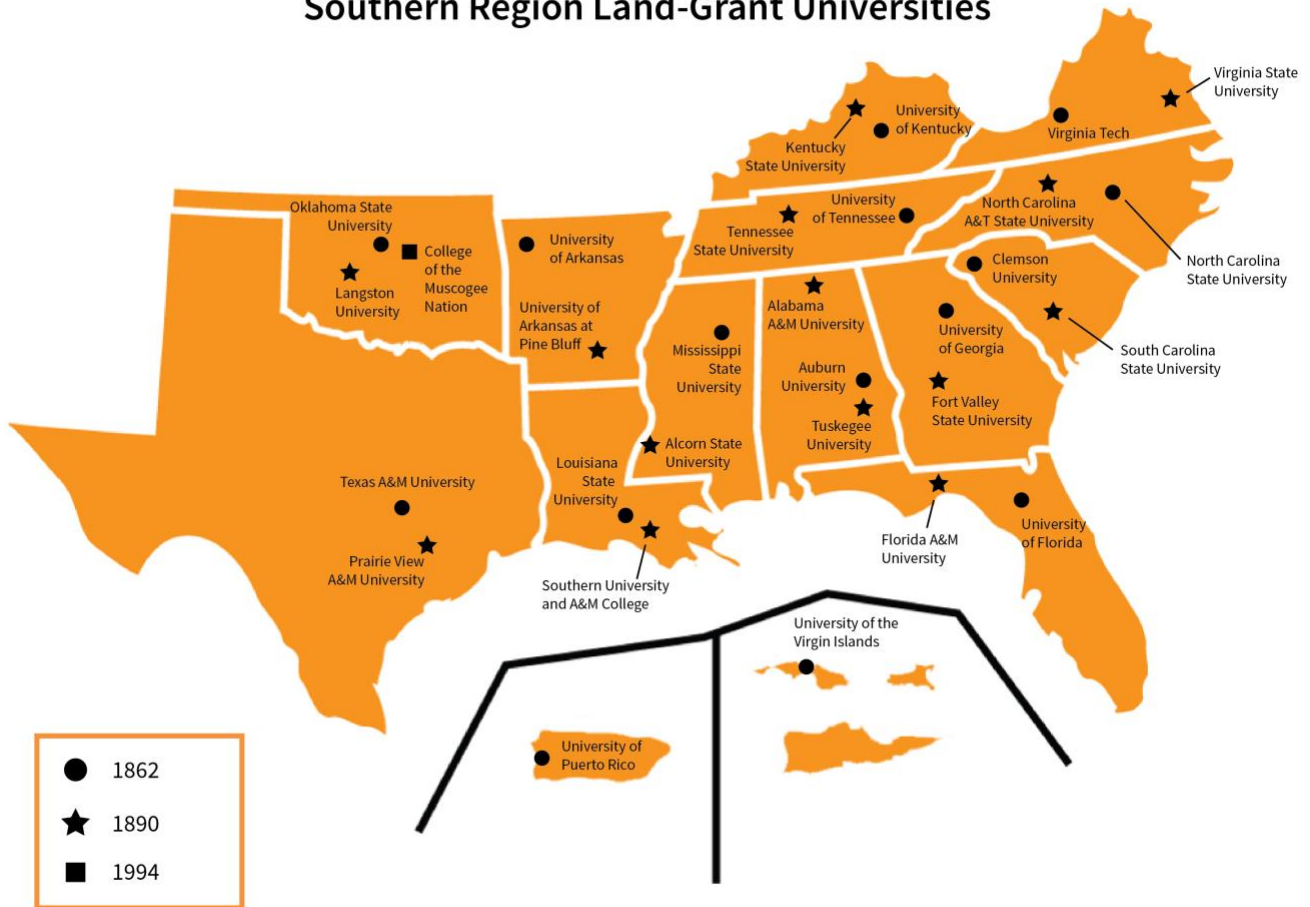 Southern Region Land-Grant Universities
Virginia State
University
University
of Kentucky
Virginia Tech
Kentucky
State University
Oklahoma State
University
University
of Tennessee
North Carolina
A&T State University
Tennessee
State University
University
of Arkansas
College
of the
Muscogee
Nation
Clemson
University
North Carolina
State University
Langston
University
University of
Arkansas at
Pine Bluff
Alabama
A&M University
University
of Georgia
Mississippi
State
University
South Carolina
State University
Auburn
University
Fort Valley
State University
Tuskegee
University
Alcorn State
University
Louisiana
State
University
Texas A&M University
University
of Florida
Florida A&M
University
Prairie View
A&M University
Southern University
and A&M College
University of the
Virgin Islands
University of
Puerto Rico
1862
1890
1994